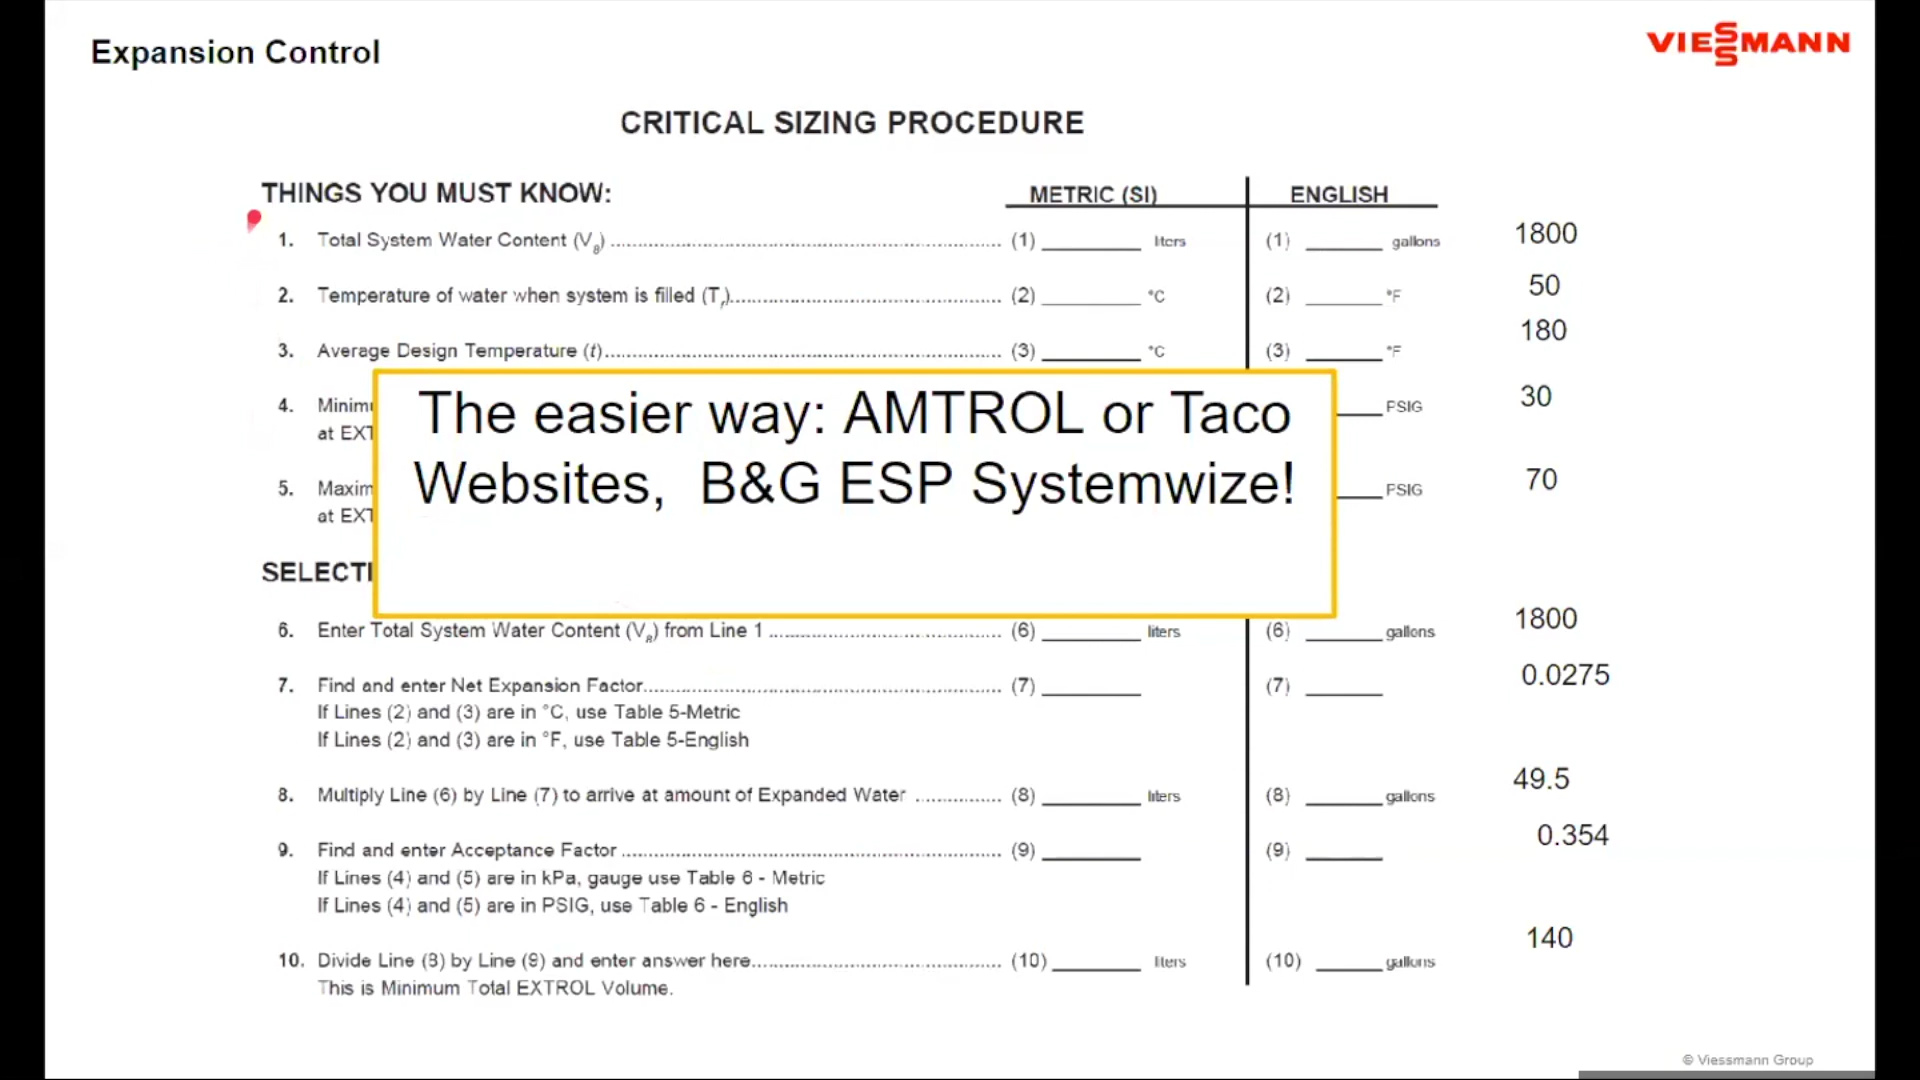 Expansion Control
VIESSMANN
CRITICAL SIZING PROCEDURE
THINGS YOU MUST KNOW:
METRIC (SI)
ENGLISH
1. Total System Water Content (Vs) (1) ______ liters (1) ______ gallons 1800
2. Temperature of water when system is filled (Tf) (2) ______ °C (2) ______ °F 50
3. Average Design Temperature (t) (3) ______ °C (3) ______ °F 180
4. Minim PSIG 30
at EXT
5. Maxim PSIG 70
at EXT
The easier way: AMTROL or Taco
Websites, B&G ESP Systemwize!
SELECTI
6. Enter Total System Water Content (Vs) from Line 1 (6) ______ liters (6) ______ gallons 1800
7. Find and enter Net Expansion Factor (7) ______ (7) ______ 0.0275
If Lines (2) and (3) are in °C, use Table 5-Metric
If Lines (2) and (3) are in °F, use Table 5-English
8. Multiply Line (6) by Line (7) to arrive at amount of Expanded Water (8) ______ liters (8) ______ gallons 49.5
9. Find and enter Acceptance Factor (9) ______ (9) ______ 0.354
If Lines (4) and (5) are in kPa, gauge use Table 6 - Metric
If Lines (4) and (5) are in PSIG, use Table 6 - English
10. Divide Line (8) by Line (9) and enter answer here (10) ______ liters (10) ______ gallons 140
This is Minimum Total EXTROL Volume.
© Viessmann Group